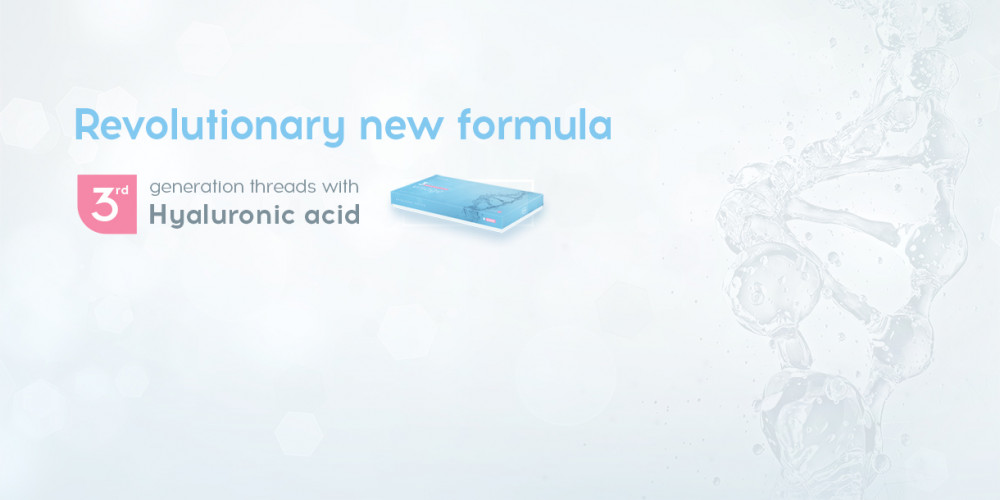 Revolutionary new formula
3rd
generation threads with
Hyaluronic acid